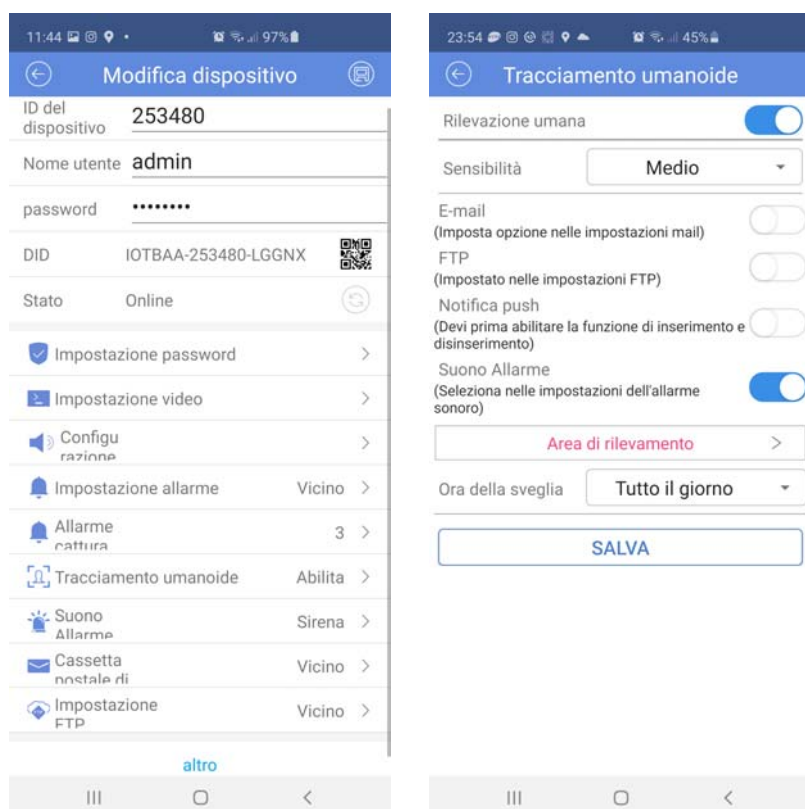 11:44 97%
Modifica dispositivo
ID del
dispositivo
253480
Nome utente admin
password ••••••••
DID IOTBAA-253480-LGGNX
Stato Online
Impostazione password
Impostazione video
Configu
razione
Impostazione allarme Vicino
Allarme
cattura 3
Tracciamento umanoide Abilita
Suono
Allarme Sirena
Cassetta
postale di Vicino
Impostazione
FTP Vicino
altro
23:54 45%
Tracciamento umanoide
Rilevazione umana
Sensibilità Medio
E-mail
(Imposta opzione nelle impostazioni mail)
FTP
(Impostato nelle impostazioni FTP)
Notifica push
(Devi prima abilitare la funzione di inserimento e
disinserimento)
Suono Allarme
(Seleziona nelle impostazioni dell'allarme
sonoro)
Area di rilevamento
Ora della sveglia Tutto il giorno
SALVA